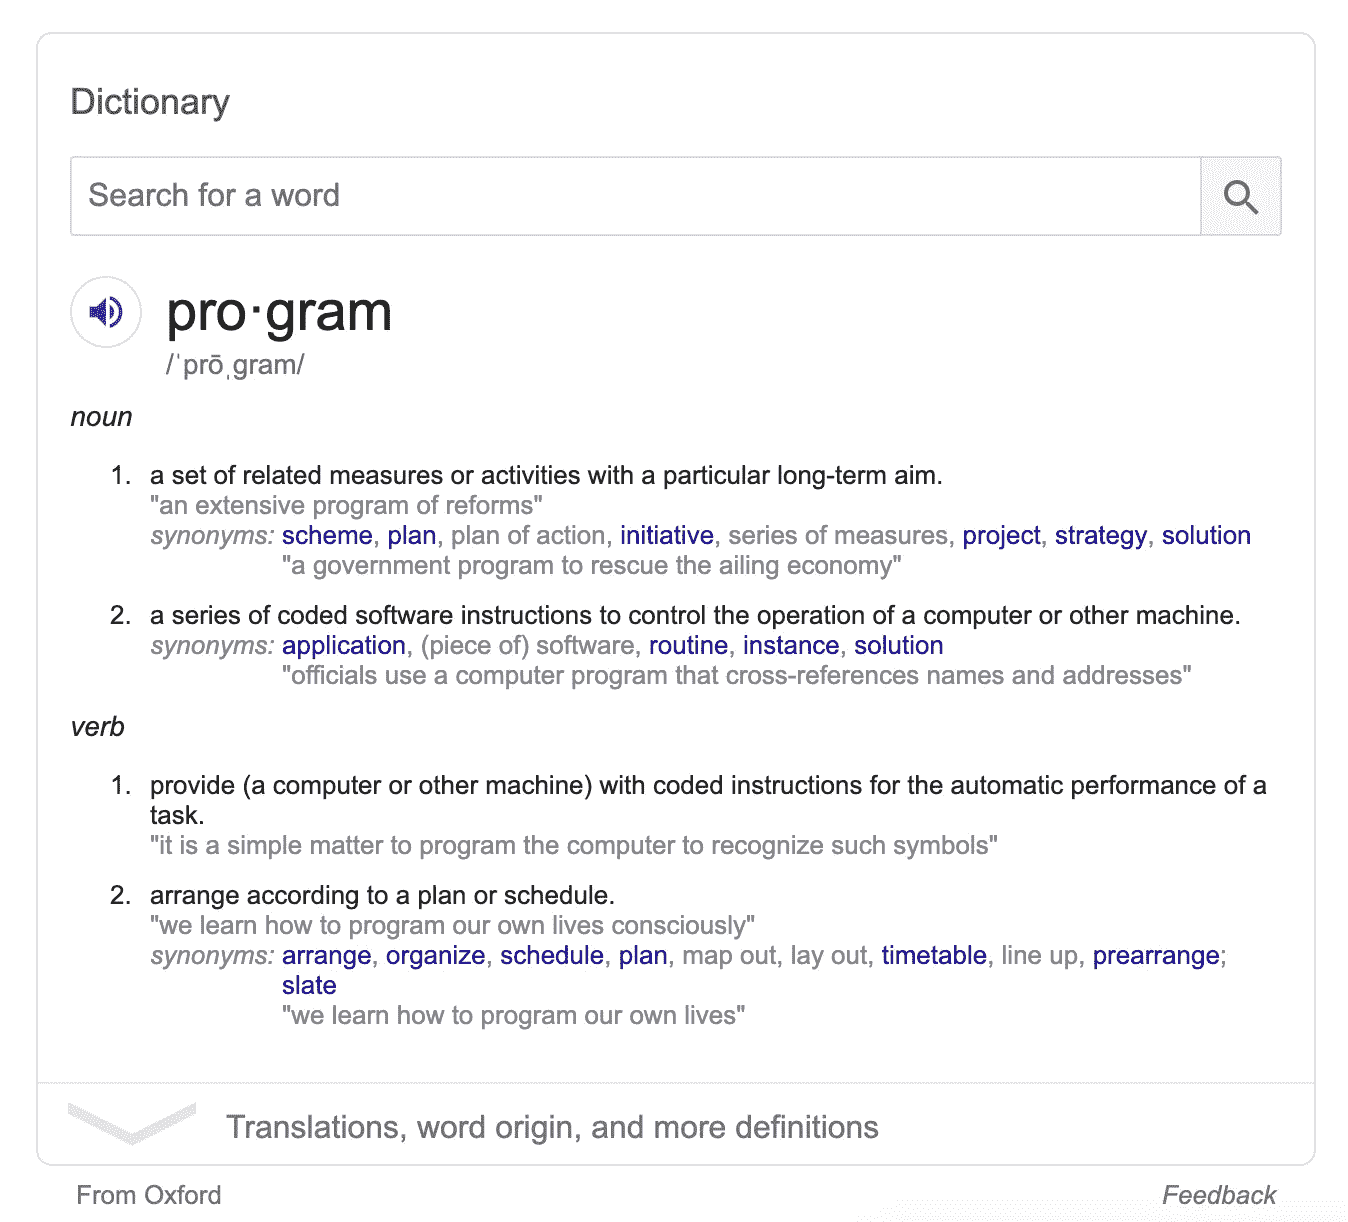 Dictionary
Search for a word
pro·gram
/ˈprōˌgram/
noun
1. a set of related measures or activities with a particular long-term aim.
"an extensive program of reforms"
synonyms: scheme, plan, plan of action, initiative, series of measures, project, strategy, solution
"a government program to rescue the ailing economy"
2. a series of coded software instructions to control the operation of a computer or other machine.
synonyms: application, (piece of) software, routine, instance, solution
"officials use a computer program that cross-references names and addresses"
verb
1. provide (a computer or other machine) with coded instructions for the automatic performance of a
task.
"it is a simple matter to program the computer to recognize such symbols"
2. arrange according to a plan or schedule.
"we learn how to program our own lives consciously"
synonyms: arrange, organize, schedule, plan, map out, lay out, timetable, line up, prearrange;
slate
"we learn how to program our own lives"
Translations, word origin, and more definitions
From Oxford
Feedback